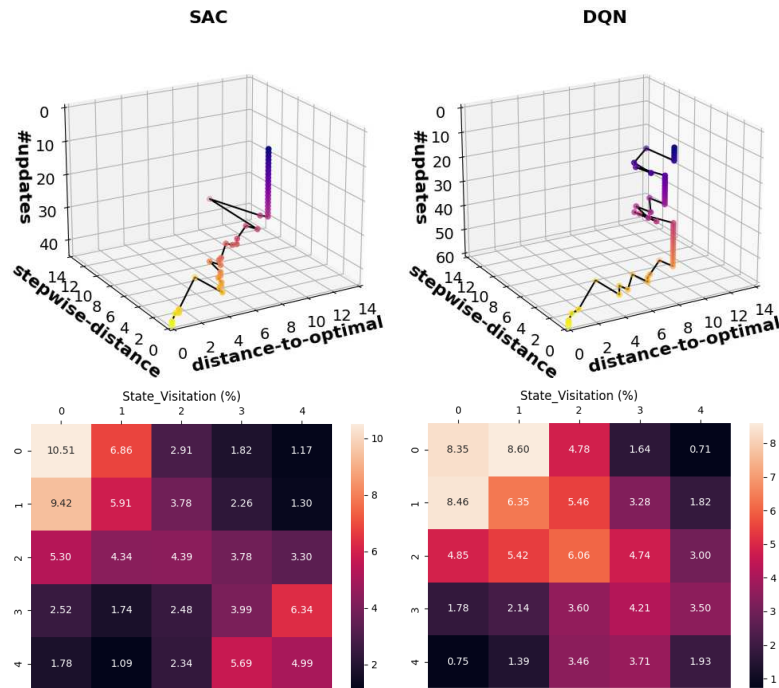 SAC
DQN
0
10
20
30
40
#updates
14
12
10
8
6
4
2
0
stepwise-distance
0
2
4
6
8
10
12
14
distance-to-optimal
0
10
20
30
40
50
60
#updates
14
12
10
8
6
4
2
0
stepwise-distance
0
2
4
6
8
10
12
14
distance-to-optimal
State_Visitation (%)
0 1 2 3 4
0 10.51 6.86 2.91 1.82 1.17
1 9.42 5.91 3.78 2.26 1.30
2 5.30 4.34 4.39 3.78 3.30
3 2.52 1.74 2.48 3.99 6.34
4 1.78 1.09 2.34 5.69 4.99
10
8
6
4
2
State_Visitation (%)
0 1 2 3 4
0 8.35 8.60 4.78 1.64 0.71
1 8.46 6.35 5.46 3.28 1.82
2 4.85 5.42 6.06 4.74 3.00
3 1.78 2.14 3.60 4.21 3.50
4 0.75 1.39 3.46 3.71 1.93
8
7
6
5
4
3
2
1